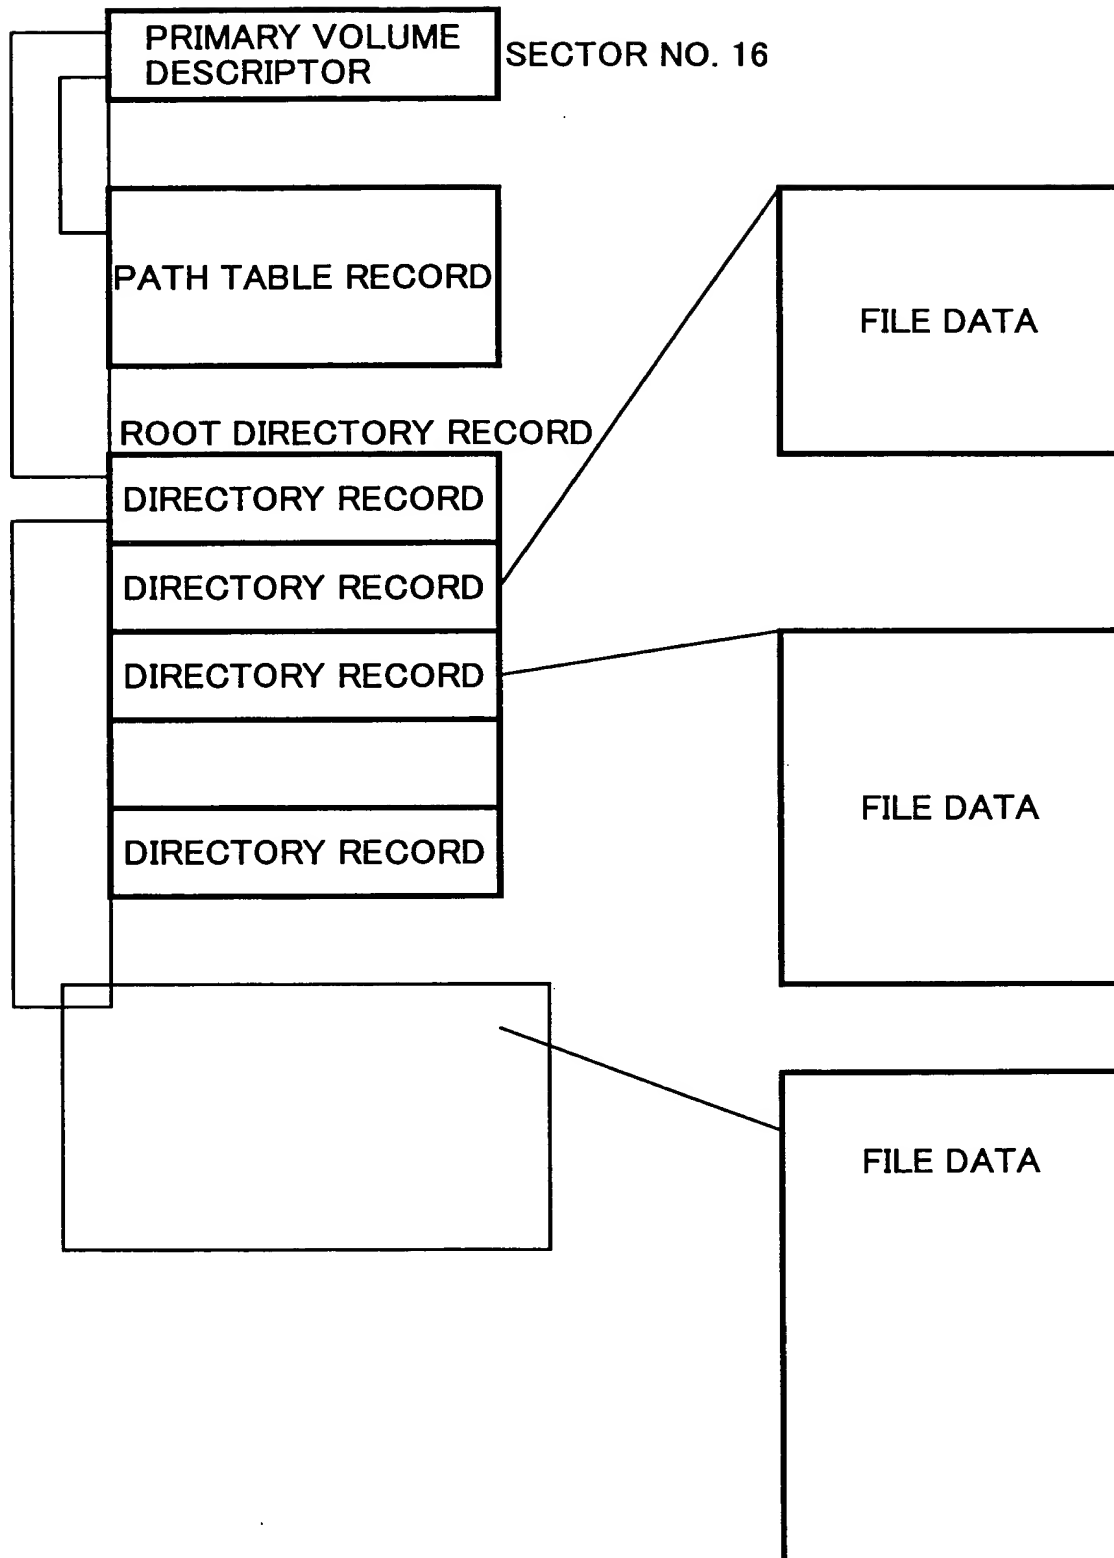 PRIMARY VOLUME
DESCRIPTOR
SECTOR NO. 16
PATH TABLE RECORD
FILE DATA
ROOT DIRECTORY RECORD
DIRECTORY RECORD
DIRECTORY RECORD
DIRECTORY RECORD
FILE DATA
DIRECTORY RECORD
FILE DATA